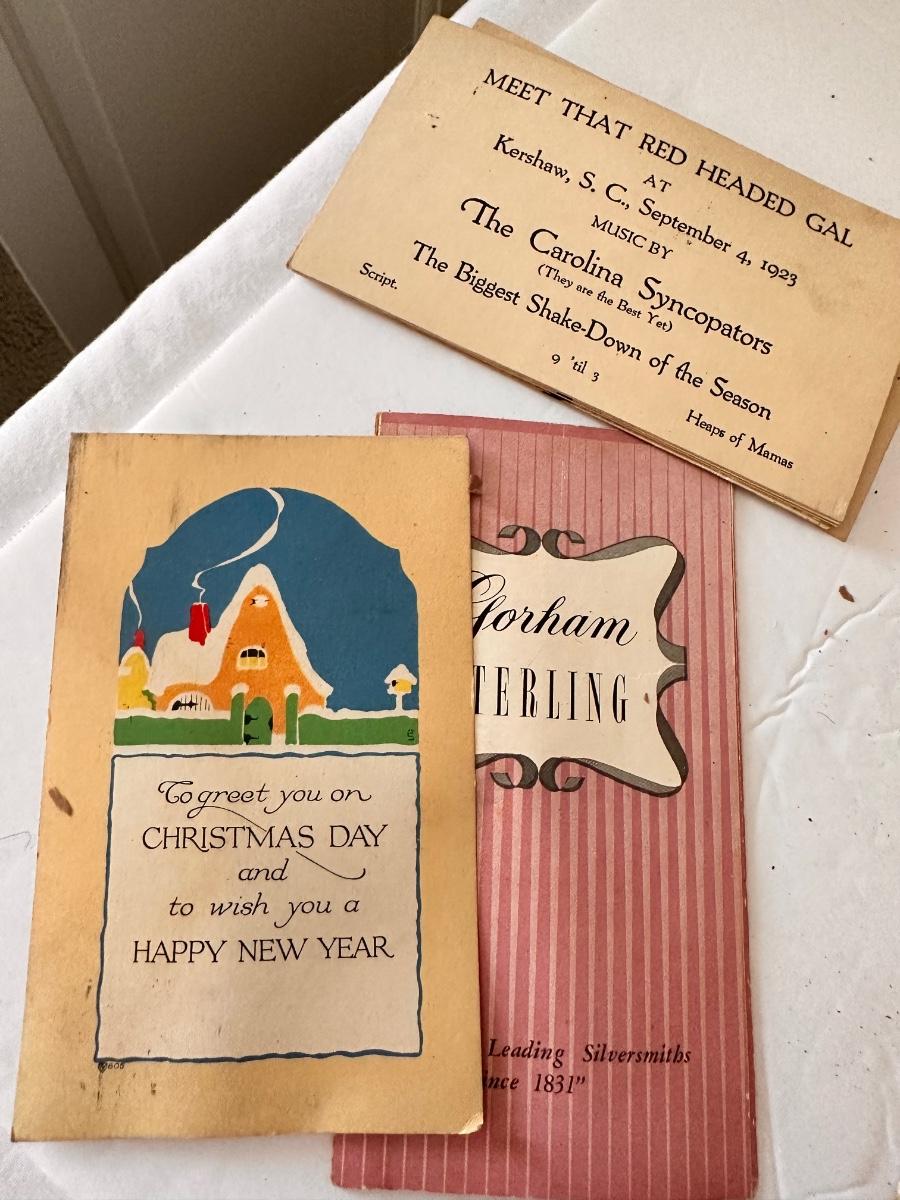 MEET THAT RED HEADED GAL
AT
Kershaw, S. C., September 4, 1923
MUSIC BY
The Carolina Syncopators
(They are the Best Yet)
The Biggest Shake-Down of the Season
9 'til 3
Script.
Heaps of Mamas
Gorham
TERLING
Leading Silversmiths
nce 1831"
To greet you on
CHRISTMAS DAY
and
to wish you a
HAPPY NEW YEAR